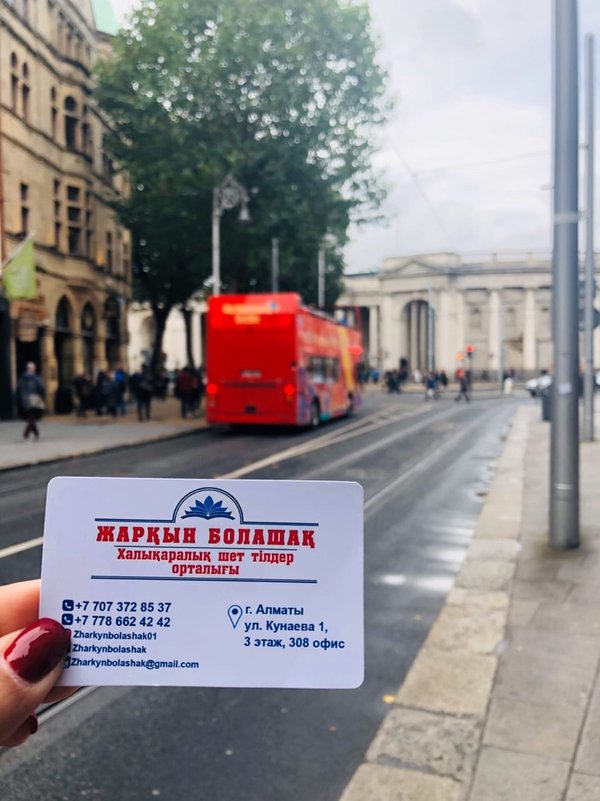 ЖАРҚЫН БОЛАШАҚ
Халықаралық шет тілдер
орталығы
+7 707 372 85 37
+7 778 662 42 42
Zharkynbolashak01
Zharkynbolashak
Zharkynbolashak@gmail.com
г. Алматы
ул. Кунаева 1,
3 этаж, 308 офис